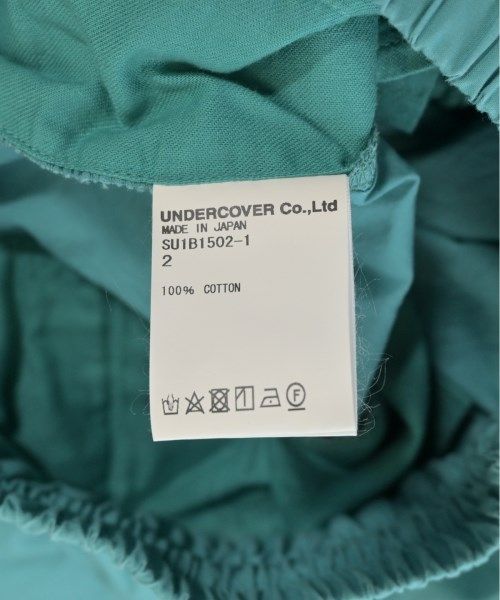 UNDERCOVER Co.,Ltd
MADE IN JAPAN
SU1B1502-1
2
100% COTTON
F